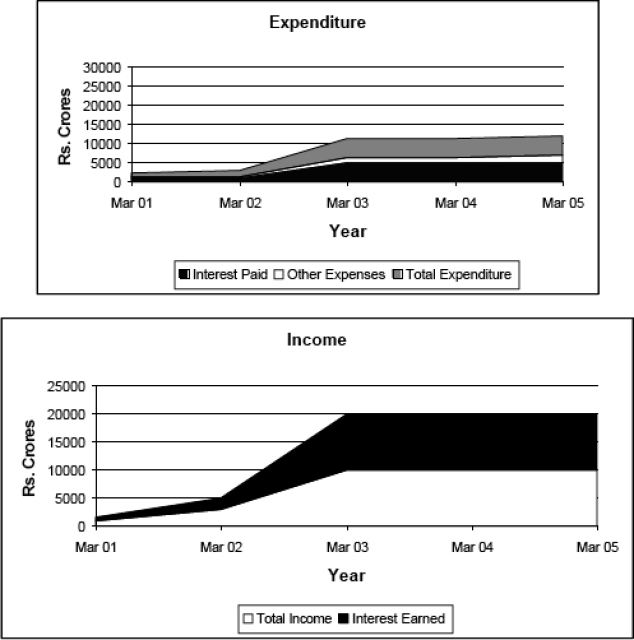 Expenditure
30000
25000
20000
15000
10000
5000
0
Rs. Crores
Mar 01 Mar 02 Mar 03 Mar 04 Mar 05
Year
Interest Paid Other Expenses Total Expenditure
Income
25000
20000
15000
10000
5000
0
Rs. Crores
Mar 01 Mar 02 Mar 03 Mar 04 Mar 05
Year
Total Income Interest Earned